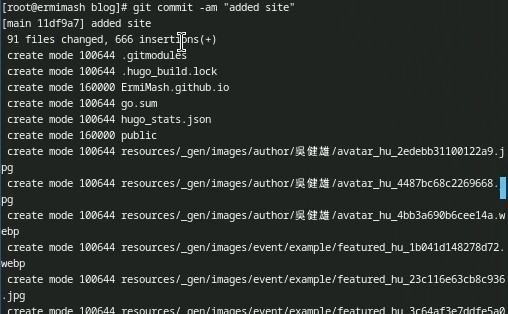 [root@ermimash blog]# git commit -am "added site"
[main 11df9a7] added site
 91 files changed, 666 insertions(+)
 create mode 100644 .gitmodules
 create mode 100644 .hugo_build.lock
 create mode 160000 ErmiMash.github.io
 create mode 100644 go.sum
 create mode 100644 hugo_stats.json
 create mode 160000 public
 create mode 100644 resources/_gen/images/author/吳健雄/avatar_hu_2edebb31100122a9.j
pg
 create mode 100644 resources/_gen/images/author/吳健雄/avatar_hu_4487bc68c2269668.
pg
 create mode 100644 resources/_gen/images/author/吳健雄/avatar_hu_4bb3a690b6cee14a.w
ebp
 create mode 100644 resources/_gen/images/event/example/featured_hu_1b041d148278d72.
webp
 create mode 100644 resources/_gen/images/event/example/featured_hu_23c116e63cb8c936
.jpg
 create mode 100644 resources/_gen/images/event/example/featured_hu_3c64af3e7ddfe5a0